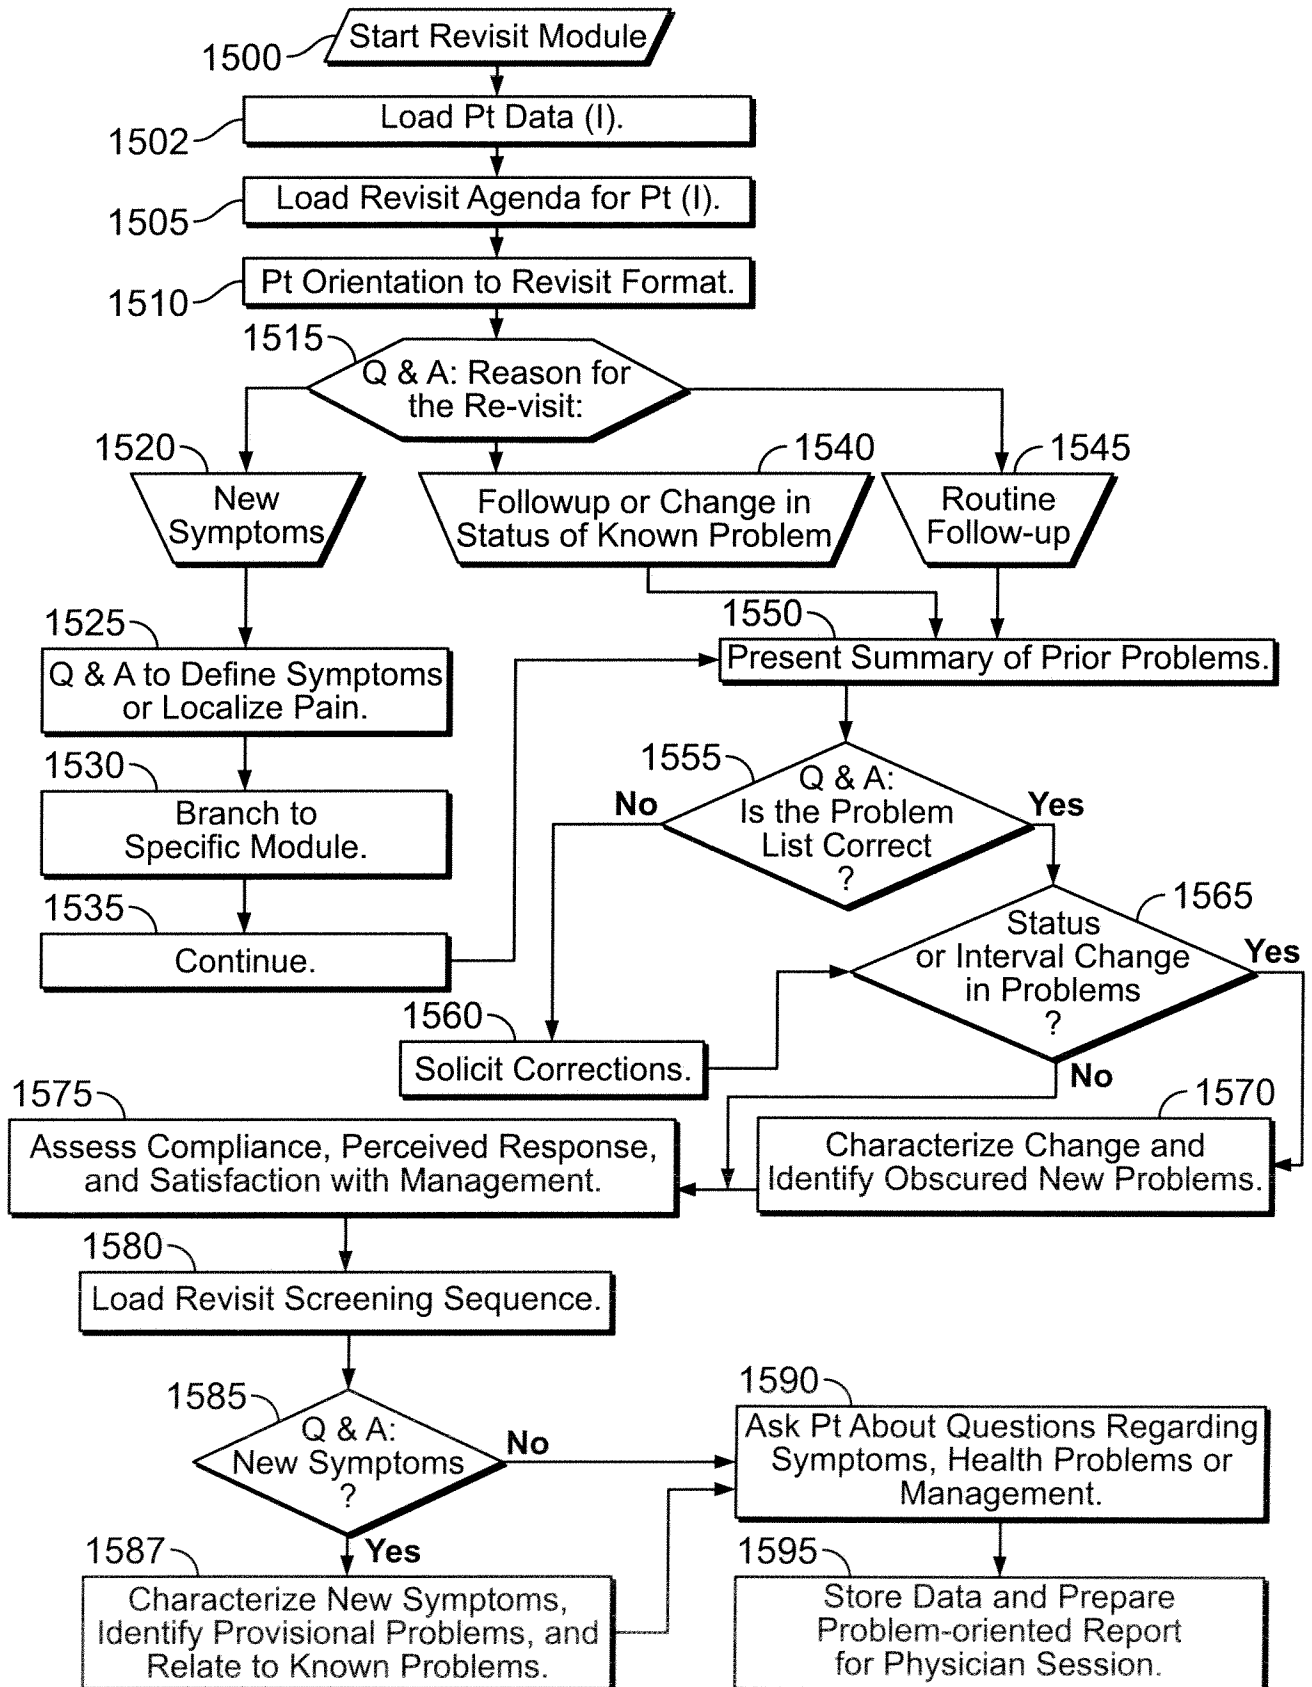 1500
Start Revisit Module
1502
Load Pt Data (I).
1505
Load Revisit Agenda for Pt (I).
1510
Pt Orientation to Revisit Format.
1515
Q & A: Reason for
the Re-visit:
1520
New
Symptoms
1540
Followup or Change in
Status of Known Problem
1545
Routine
Follow-up
1525
Q & A to Define Symptoms
or Localize Pain.
1530
Branch to
Specific Module.
1535
Continue.
1550
Present Summary of Prior Problems.
1555
Q & A:
Is the Problem
List Correct
?
No
Yes
1560
Solicit Corrections.
1565
Status
or Interval Change
in Problems
?
Yes
No
1570
Characterize Change and
Identify Obscured New Problems.
1575
Assess Compliance, Perceived Response,
and Satisfaction with Management.
1580
Load Revisit Screening Sequence.
1585
Q & A:
New Symptoms
?
No
Yes
1587
Characterize New Symptoms,
Identify Provisional Problems, and
Relate to Known Problems.
1590
Ask Pt About Questions Regarding
Symptoms, Health Problems or
Management.
1595
Store Data and Prepare
Problem-oriented Report
for Physician Session.